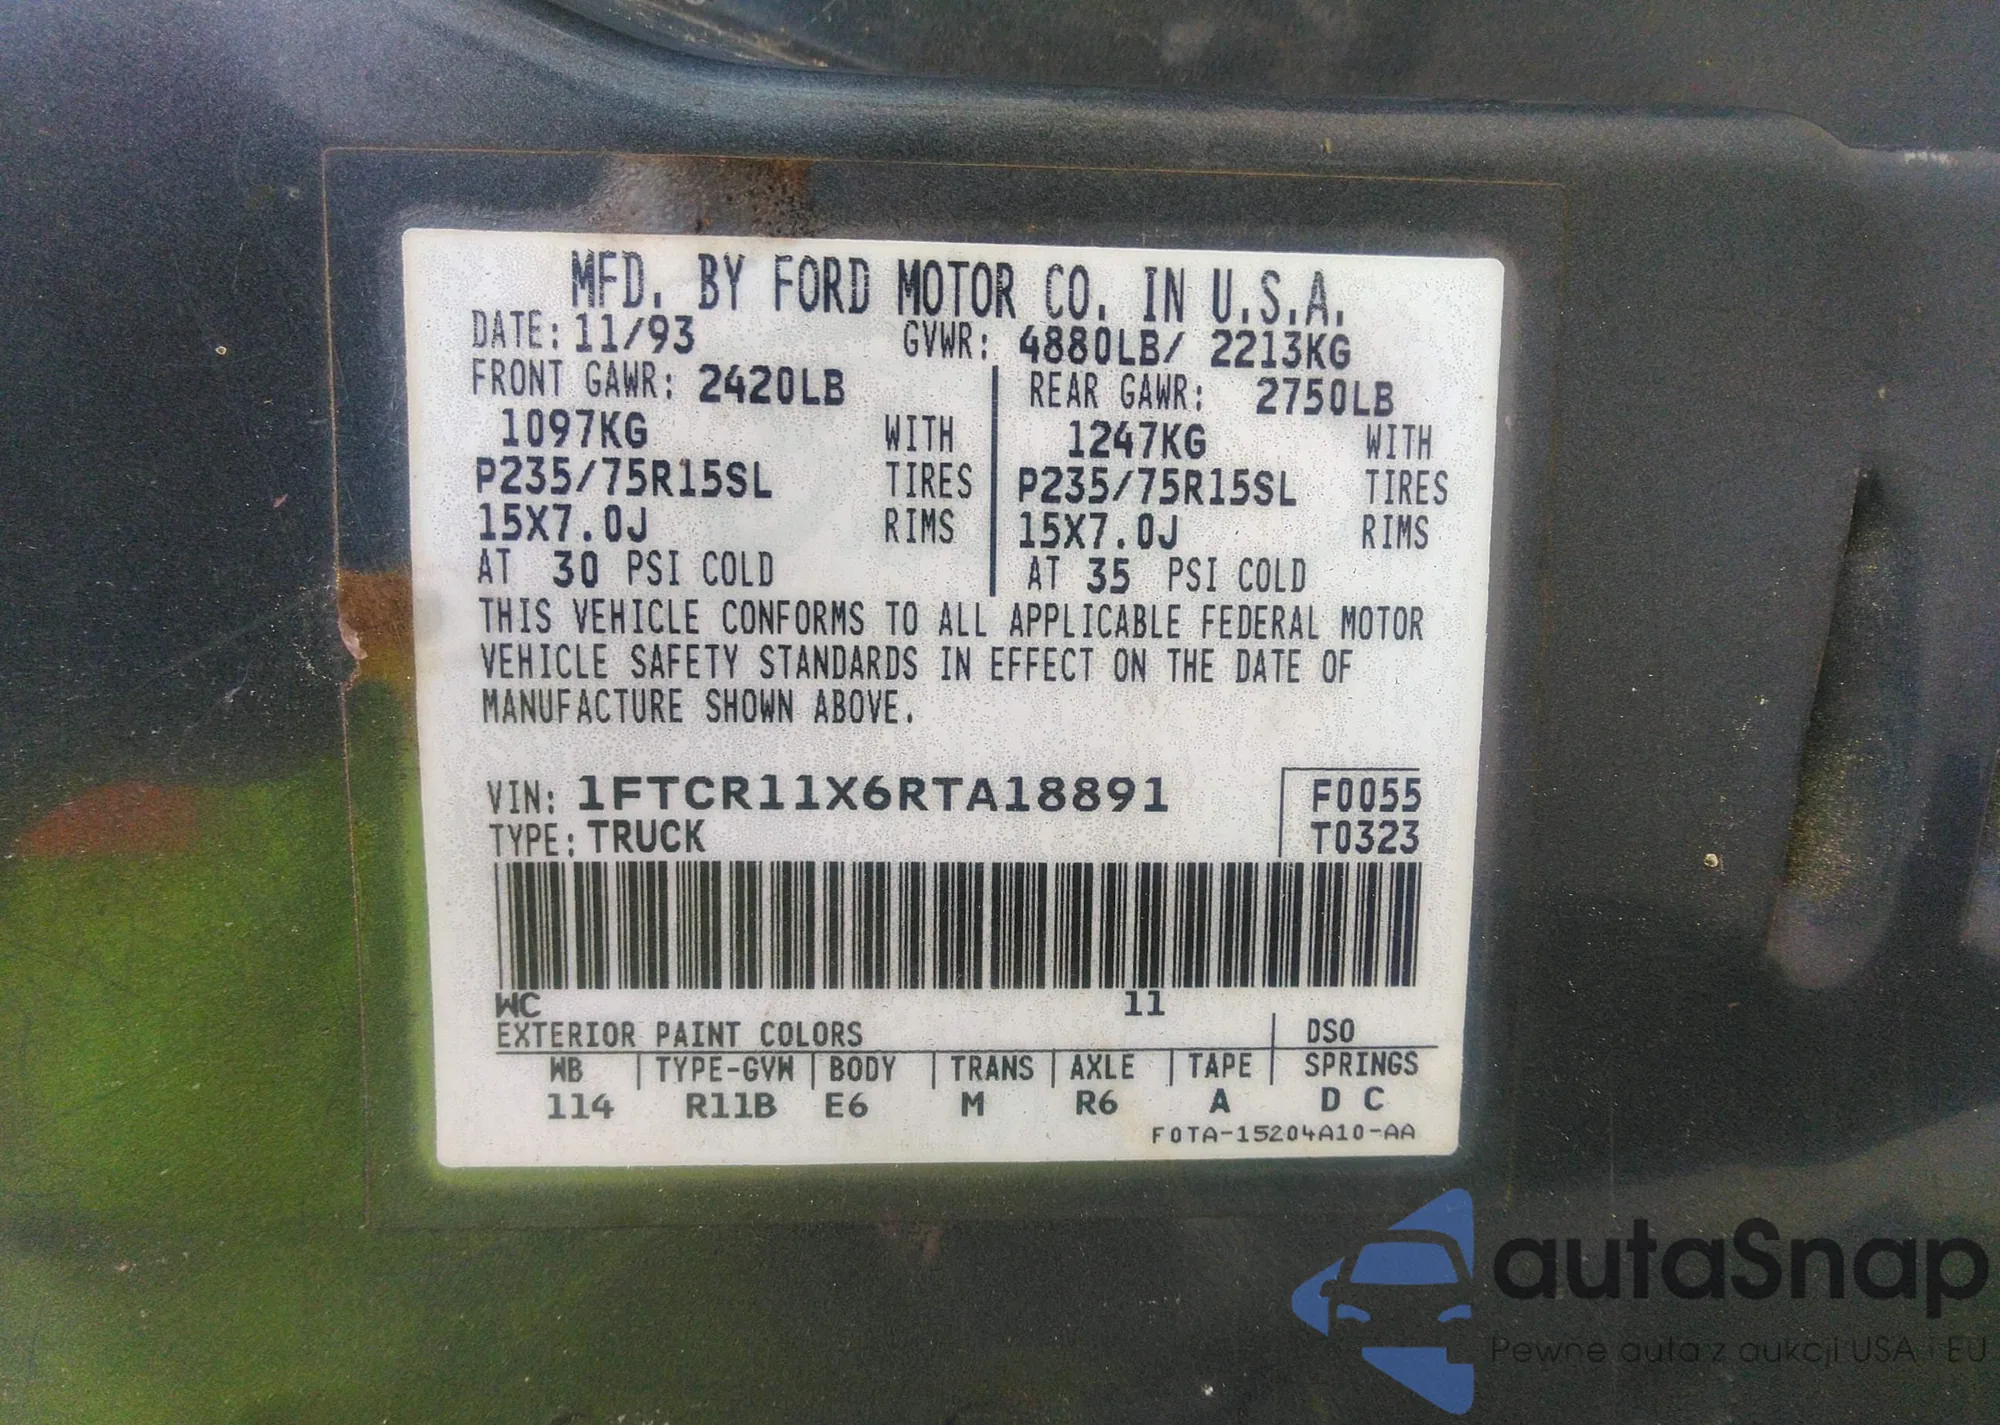 MFD. BY FORD MOTOR CO. IN U.S.A.
DATE: 11/93 GVWR: 4880LB/ 2213KG
FRONT GAWR: 2420LB REAR GAWR: 2750LB
1097KG WITH 1247KG WITH
P235/75R15SL TIRES P235/75R15SL TIRES
15X7.0J RIMS 15X7.0J RIMS
AT 30 PSI COLD AT 35 PSI COLD
THIS VEHICLE CONFORMS TO ALL APPLICABLE FEDERAL MOTOR
VEHICLE SAFETY STANDARDS IN EFFECT ON THE DATE OF
MANUFACTURE SHOWN ABOVE.
VIN: 1FTCR11X6RTA18891 F0055
TYPE: TRUCK T0323
WC 11
EXTERIOR PAINT COLORS DSO
WB TYPE-GVW BODY TRANS AXLE TAPE SPRINGS
114 R11B E6 M R6 A D C
F0TA-15204A10-AA
autaSnap
Pewne auta z aukcji USA i EU